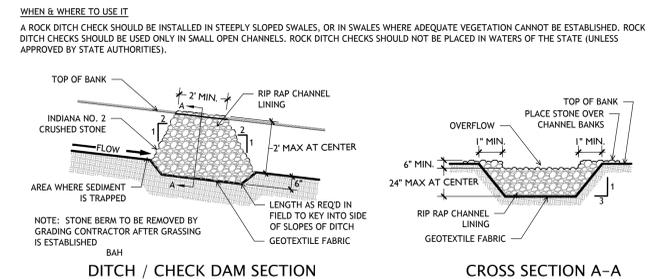 WHEN & WHERE TO USE IT
A ROCK DITCH CHECK SHOULD BE INSTALLED IN STEEPLY SLOPED SWALES, OR IN SWALES WHERE ADEQUATE VEGETATION CANNOT BE ESTABLISHED. ROCK
DITCH CHECKS SHOULD BE USED ONLY IN SMALL OPEN CHANNELS. ROCK DITCH CHECKS SHOULD NOT BE PLACED IN WATERS OF THE STATE (UNLESS
APPROVED BY STATE AUTHORITIES).
TOP OF BANK
A
2' MIN.
RIP RAP CHANNEL
LINING
INDIANA NO. 2
CRUSHED STONE
2
1
2
1
2' MAX AT CENTER
FLOW
A
6"
AREA WHERE SEDIMENT
IS TRAPPED
LENGTH AS REQ'D IN
FIELD TO KEY INTO SIDE
OF SLOPES OF DITCH
GEOTEXTILE FABRIC
NOTE: STONE BERM TO BE REMOVED BY
GRADING CONTRACTOR AFTER GRASSING
IS ESTABLISHED
BAH
DITCH / CHECK DAM SECTION
TOP OF BANK
PLACE STONE OVER
CHANNEL BANKS
OVERFLOW
1" MIN.
1" MIN.
6" MIN.
24" MAX AT CENTER
1
3
RIP RAP CHANNEL
LINING
GEOTEXTILE FABRIC
CROSS SECTION A-A